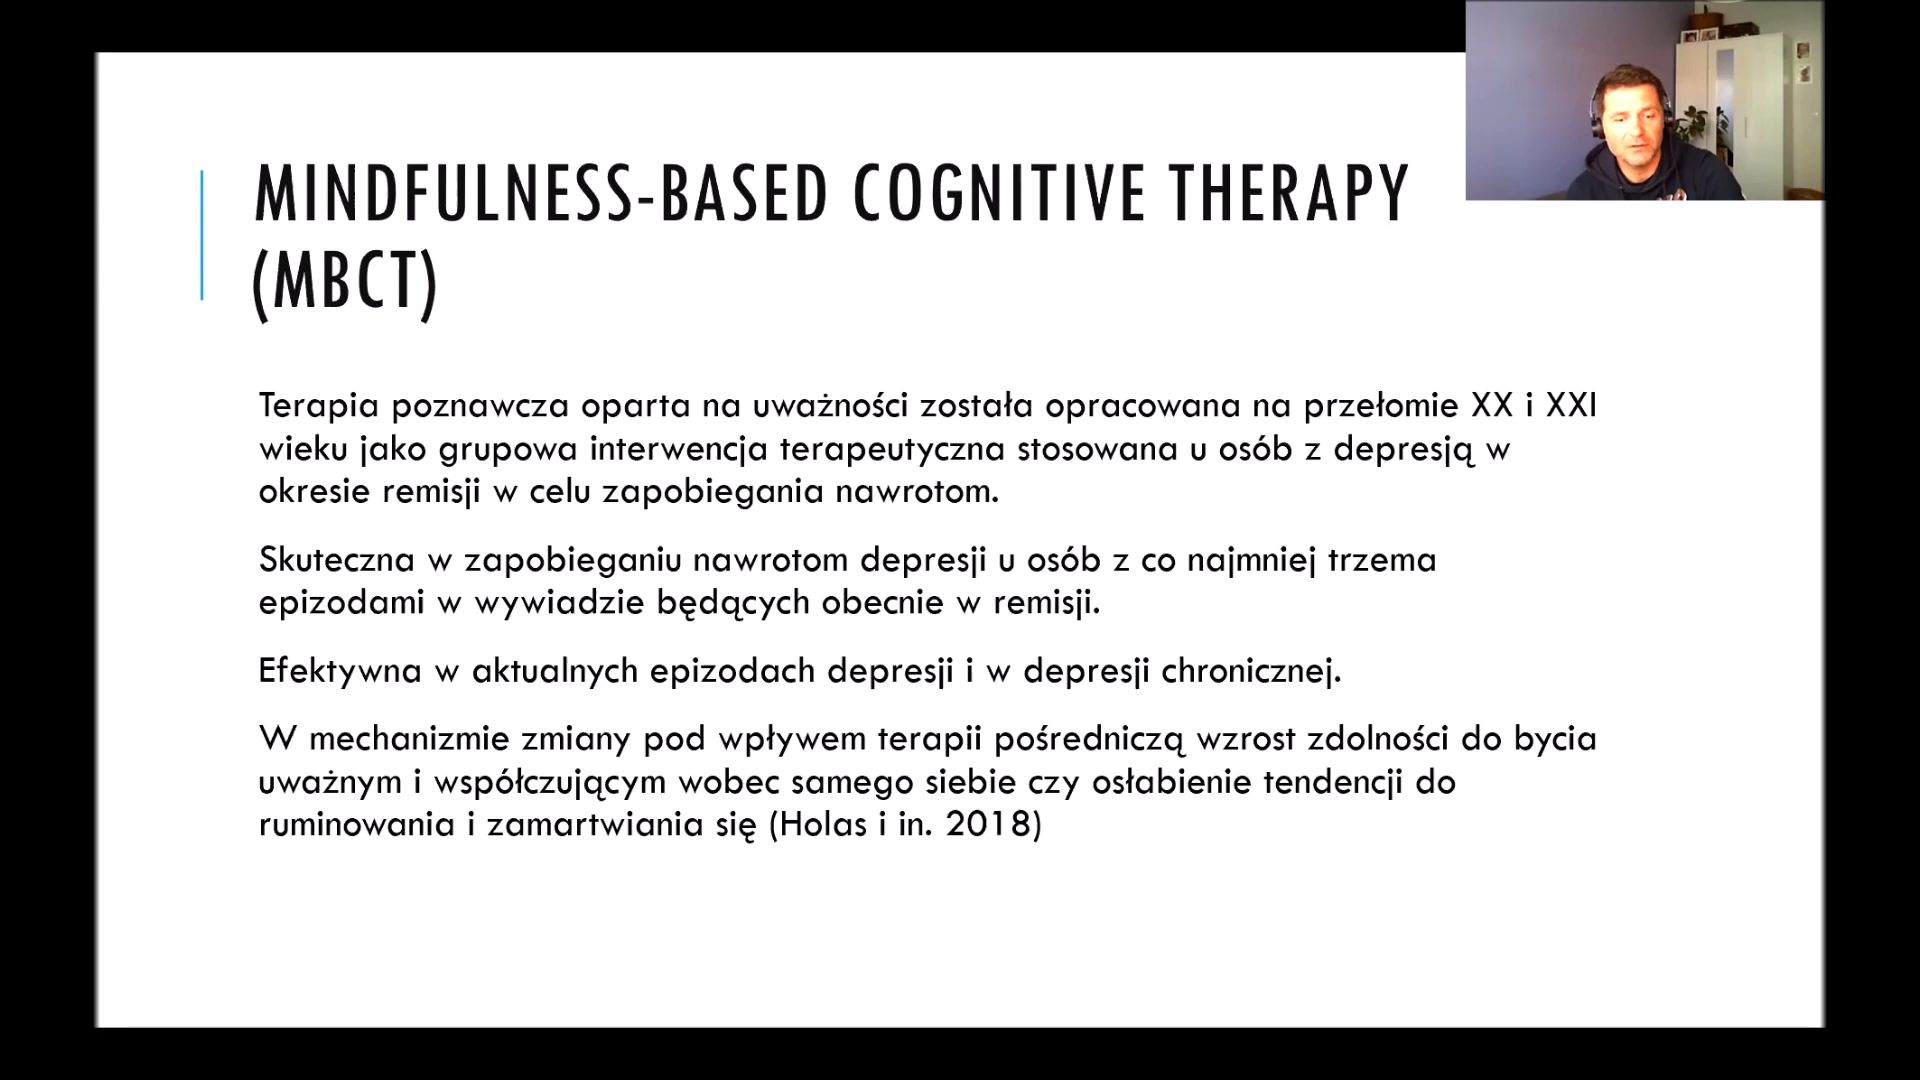 MINDFULNESS-BASED COGNITIVE THERAPY
(MBCT)
Terapia poznawcza oparta na uważności została opracowana na przełomie XX i XXI
wieku jako grupowa interwencja terapeutyczna stosowana u osób z depresją w
okresie remisji w celu zapobiegania nawrotom.
Skuteczna w zapobieganiu nawrotom depresji u osób z co najmniej trzema
epizodami w wywiadzie będących obecnie w remisji.
Efektywna w aktualnych epizodach depresji i w depresji chronicznej.
W mechanizmie zmiany pod wpływem terapii pośredniczą wzrost zdolności do bycia
uważnym i współczującym wobec samego siebie czy osłabienie tendencji do
ruminowania i zamartwiania się (Holas i in. 2018)